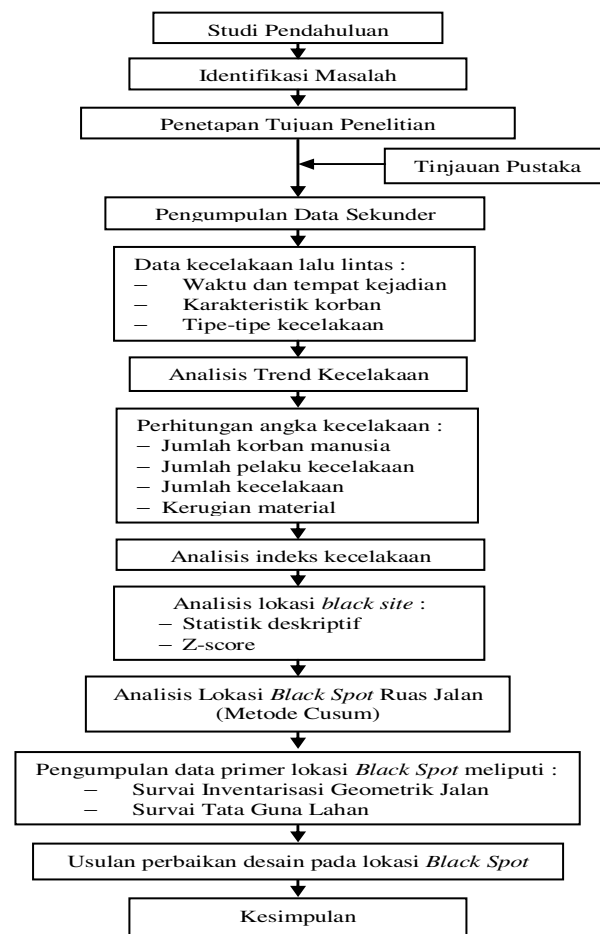 Studi Pendahuluan
Identifikasi Masalah
Penetapan Tujuan Penelitian
Tinjauan Pustaka
Pengumpulan Data Sekunder
Data kecelakaan lalu lintas :
– Waktu dan tempat kejadian
– Karakteristik korban
– Tipe-tipe kecelakaan
Analisis Trend Kecelakaan
Perhitungan angka kecelakaan :
– Jumlah korban manusia
– Jumlah pelaku kecelakaan
– Jumlah kecelakaan
– Kerugian material
Analisis indeks kecelakaan
Analisis lokasi black site :
– Statistik deskriptif
– Z-score
Analisis Lokasi Black Spot Ruas Jalan
(Metode Cusum)
Pengumpulan data primer lokasi Black Spot meliputi :
– Survai Inventarisasi Geometrik Jalan
– Survai Tata Guna Lahan
Usulan perbaikan desain pada lokasi Black Spot
Kesimpulan